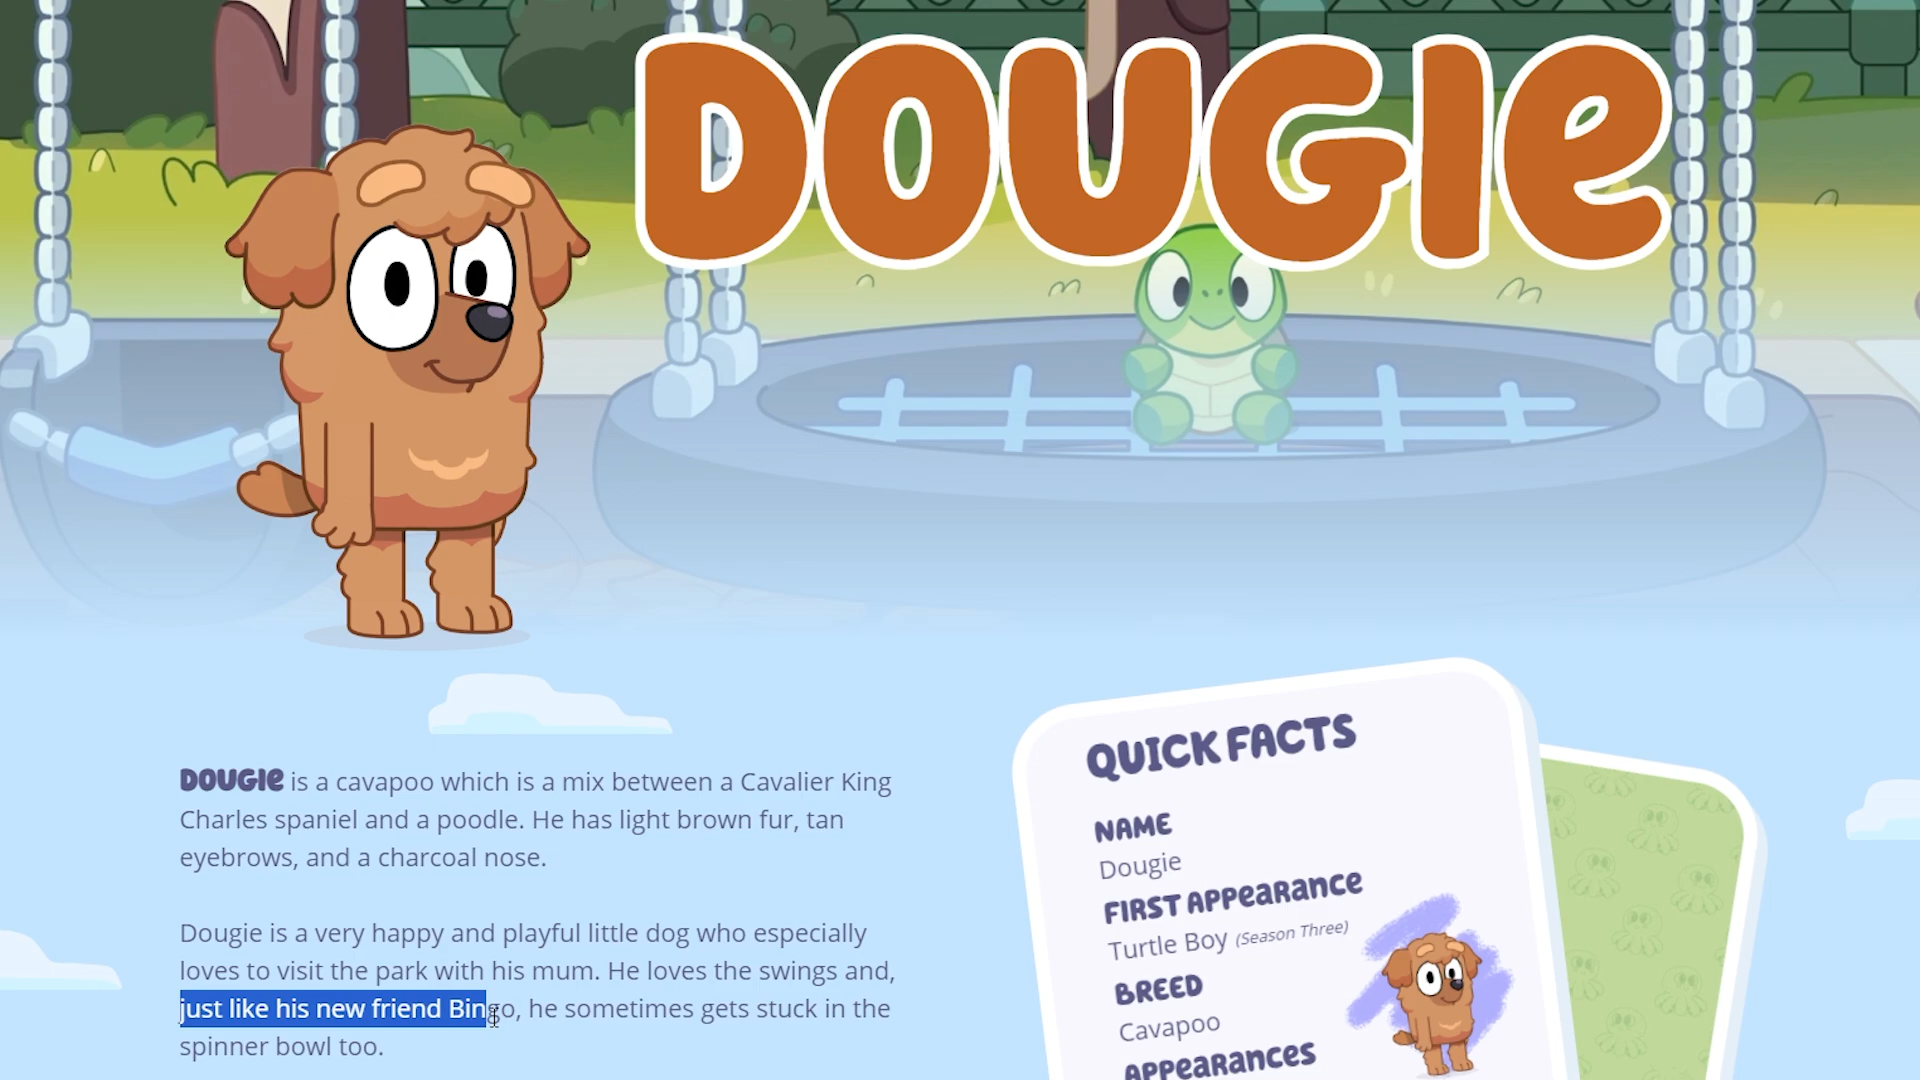 DOUGIE
DOUGIE is a cavapoo which is a mix between a Cavalier King
Charles spaniel and a poodle. He has light brown fur, tan
eyebrows, and a charcoal nose.
Dougie is a very happy and playful little dog who especially
loves to visit the park with his mum. He loves the swings and,
just like his new friend Bingo, he sometimes gets stuck in the
spinner bowl too.
QUICK FACTS
NAME
Dougie
FIRST APPEARANCE
Turtle Boy (Season Three)
BREED
Cavapoo
APPEARANCES